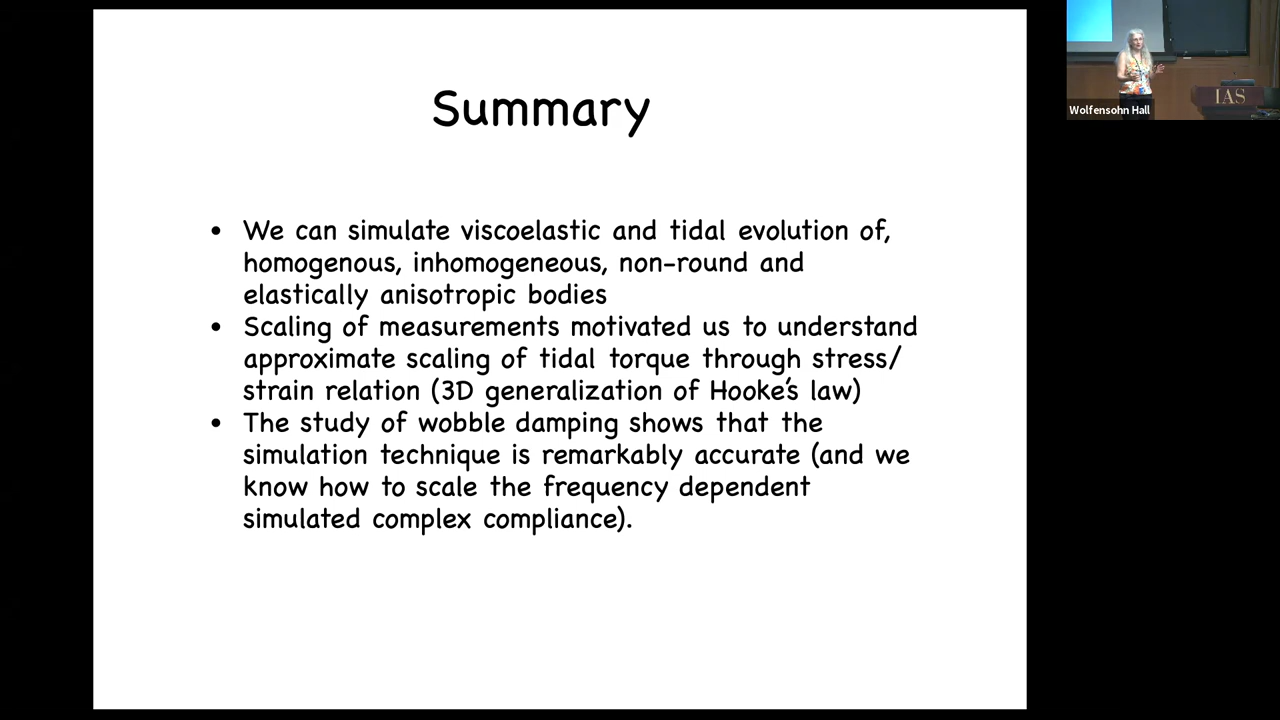 Summary
• We can simulate viscoelastic and tidal evolution of,
homogenous, inhomogeneous, non-round and
elastically anisotropic bodies
• Scaling of measurements motivated us to understand
approximate scaling of tidal torque through stress/
strain relation (3D generalization of Hooke's law)
• The study of wobble damping shows that the
simulation technique is remarkably accurate (and we
know how to scale the frequency dependent
simulated complex compliance).
IAS
Wolfensohn Hall